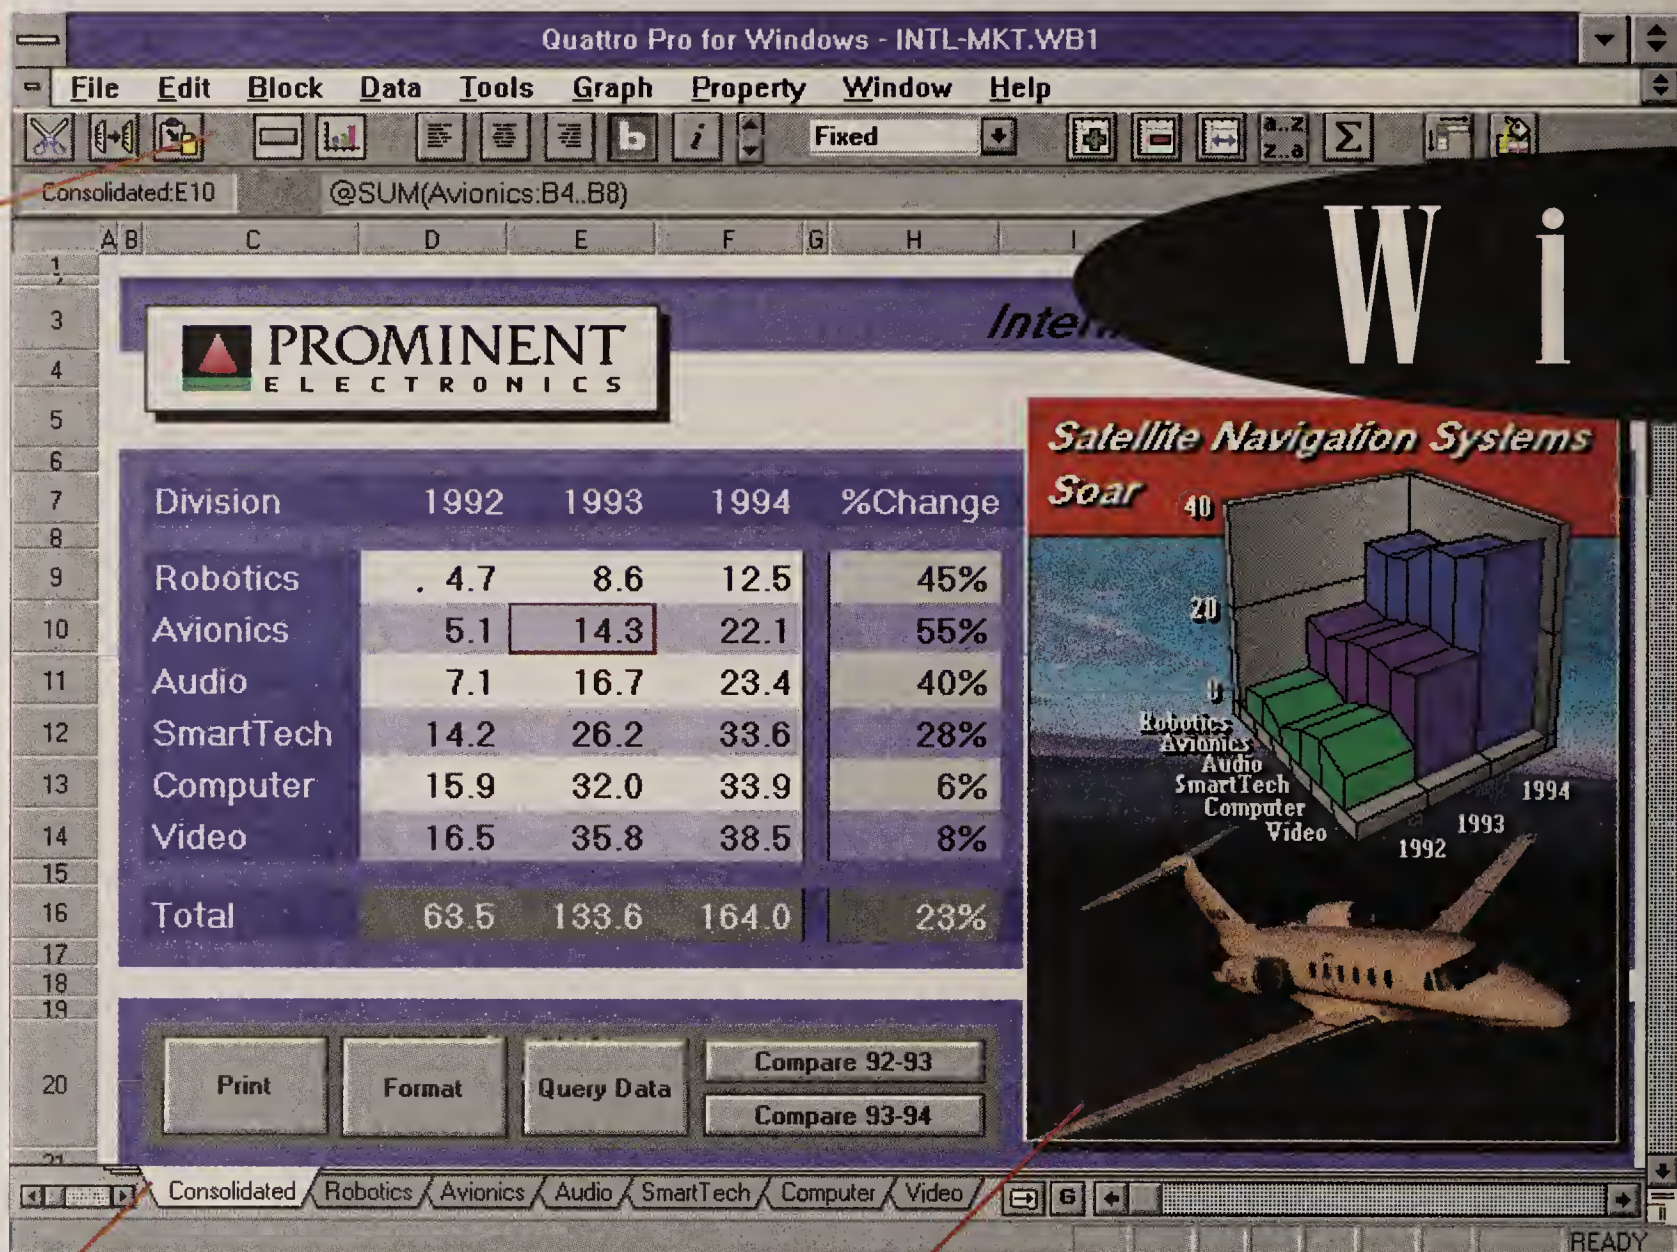 Quattro Pro for Windows - INTL-MKT.WB1
File Edit Block Data Tools Graph Property Window Help
b i Fixed a..z z..a Σ
Consolidated:E10 @SUM(Avionics:B4..B8)
A B C D E F G H I
W i
1
2
3
4
5
6
7
8
9
10
11
12
13
14
15
16
17
18
19
20
21
Inter
PROMINENT
ELECTRONICS
Division 1992 1993 1994 %Change
Robotics 4.7 8.6 12.5 45%
Avionics 5.1 14.3 22.1 55%
Audio 7.1 16.7 23.4 40%
SmartTech 14.2 26.2 33.6 28%
Computer 15.9 32.0 33.9 6%
Video 16.5 35.8 38.5 8%
Total 63.5 133.6 164.0 23%
Satellite Navigation Systems
Soar
40
20
0
Robotics
Avionics
Audio
SmartTech
Computer
Video
1992
1993
1994
Print Format Query Data Compare 92-93
Compare 93-94
Consolidated Robotics Avionics Audio SmartTech Computer Video G
READY